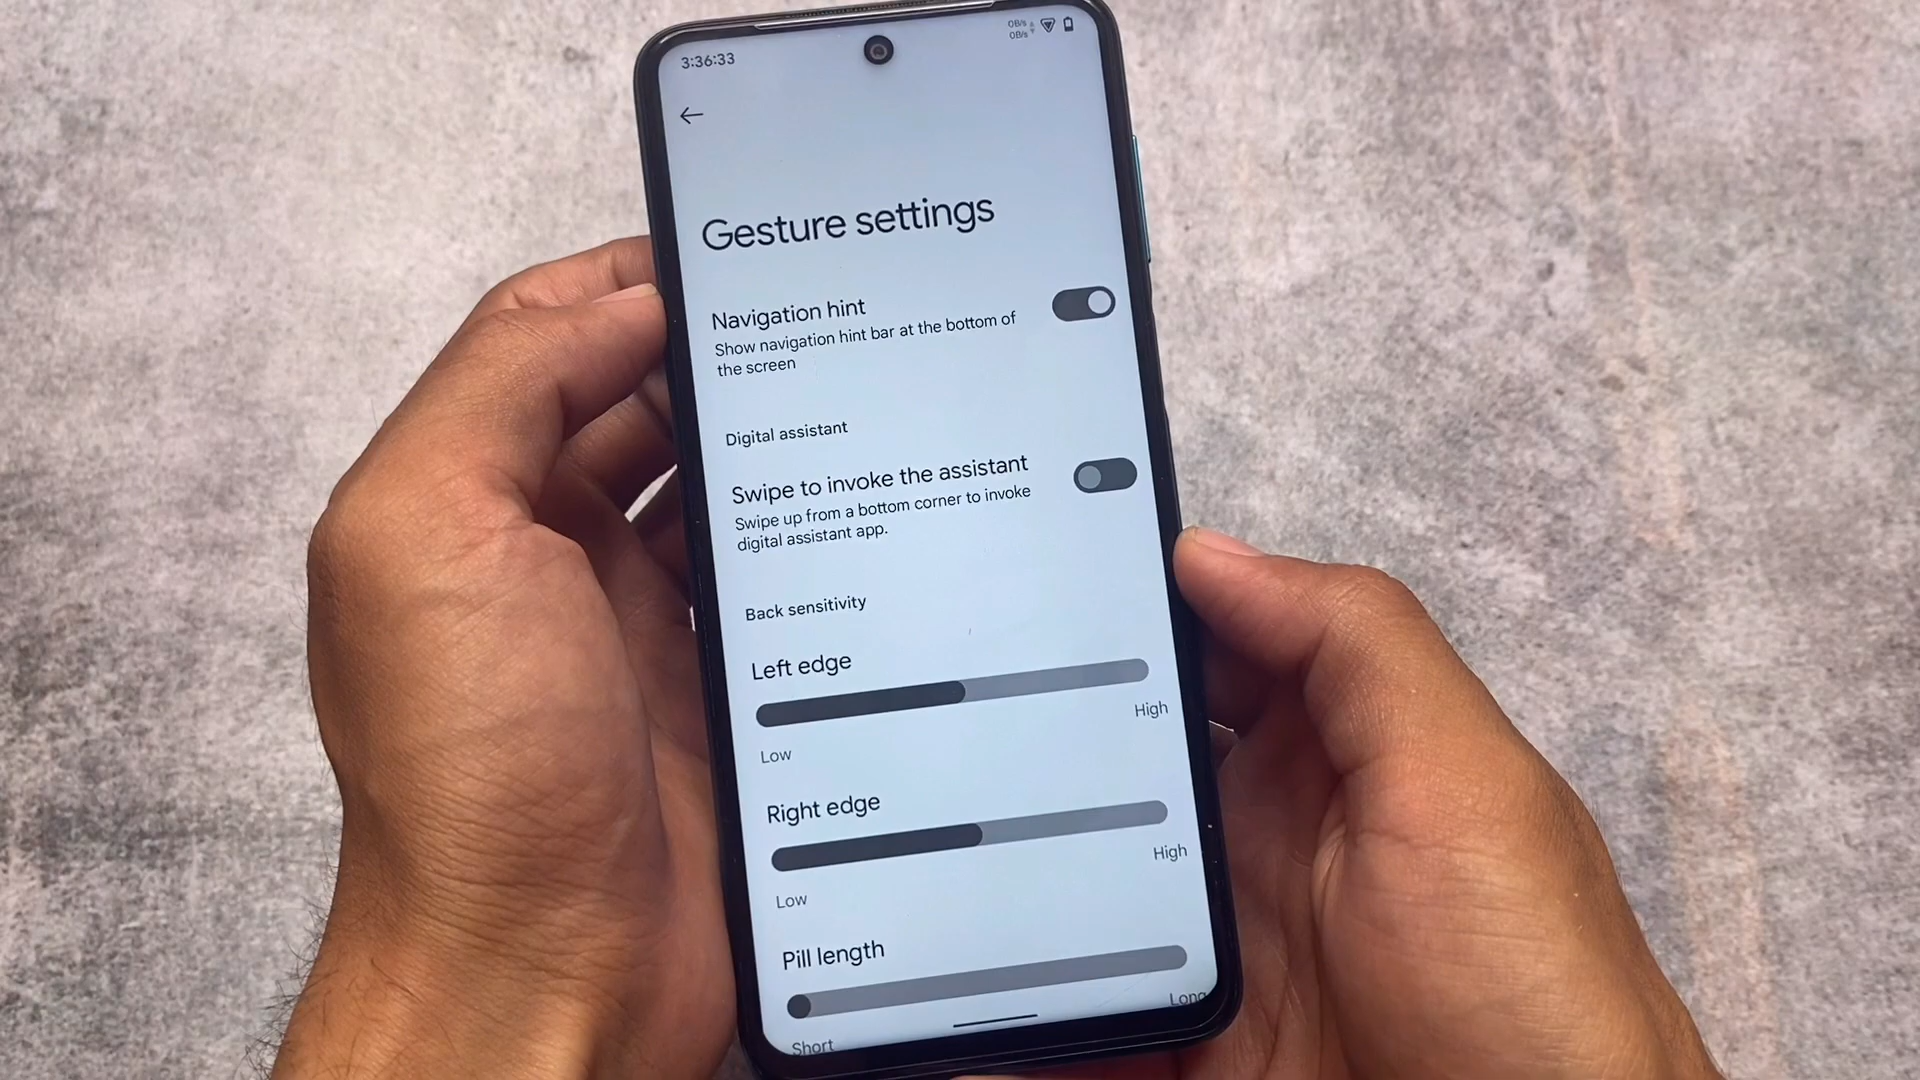 3:36:33
0B/s
0B/s
Gesture settings
Navigation hint
Show navigation hint bar at the bottom of
the screen
Digital assistant
Swipe to invoke the assistant
Swipe up from a bottom corner to invoke
digital assistant app.
Back sensitivity
Left edge
Low
High
Right edge
Low
High
Pill length
Short
Long